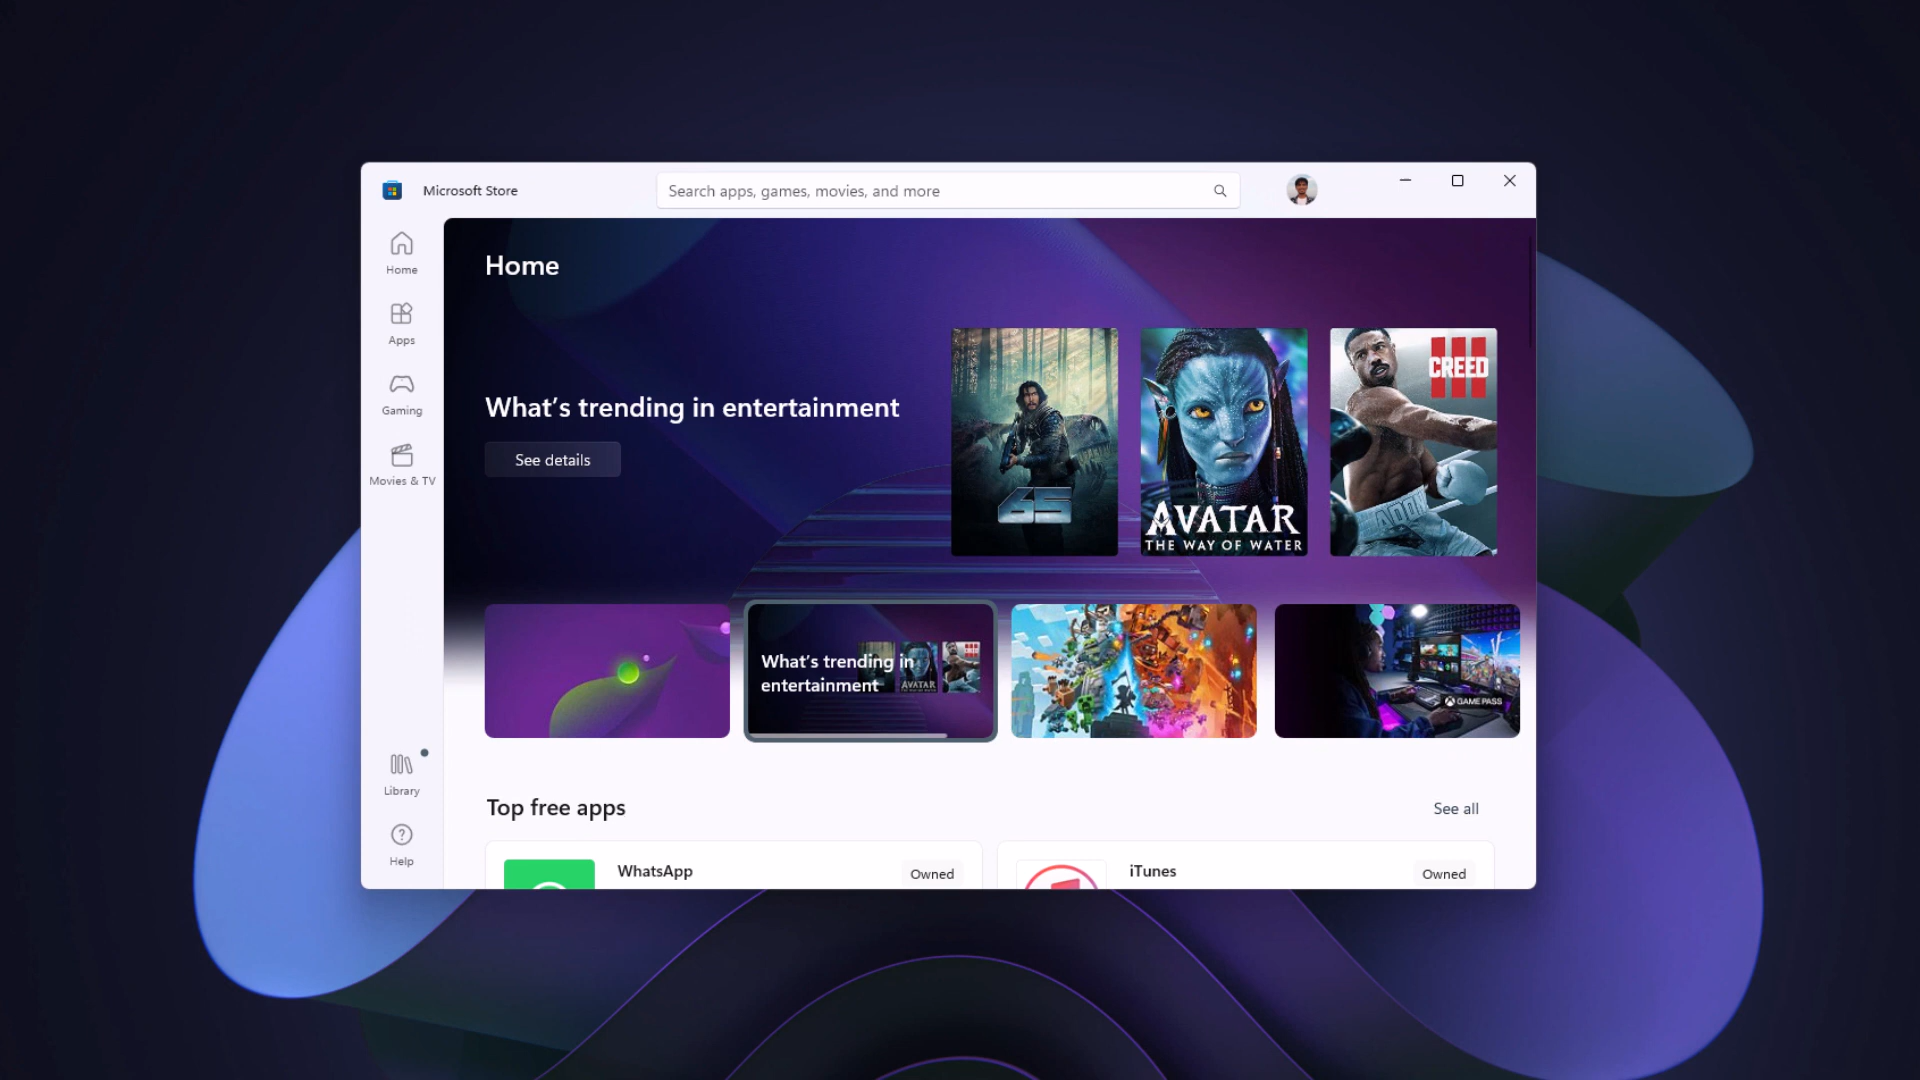 Microsoft Store
Search apps, games, movies, and more
Home
Apps
Gaming
Movies & TV
Library
Help
Home
What's trending in entertainment
See details
65
AVATAR
THE WAY OF WATER
CREED
III
ADONIS
What's trending in
entertainment
AVATAR
GAME PASS
Top free apps
See all
WhatsApp
Owned
iTunes
Owned